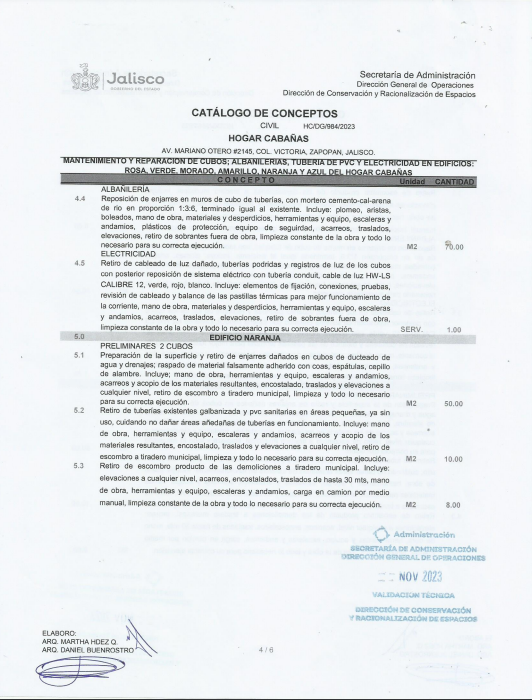 Jalisco
GOBIERNO DEL ESTADO
Secretaría de Administración
Dirección General de Operaciones
Dirección de Conservación y Racionalización de Espacios
CATÁLOGO DE CONCEPTOS
CIVIL HC/DG/984/2023
HOGAR CABAÑAS
AV. MARIANO OTERO #2145, COL. VICTORIA, ZAPOPAN, JALISCO.
MANTENIMIENTO Y REPARACION DE CUBOS; ALBANILERIAS, TUBERIA DE PVC Y ELECTRICIDAD EN EDIFICIOS:
ROSA, VERDE, MORADO, AMARILLO, NARANJA Y AZUL DEL HOGAR CABAÑAS
CONCEPTO Unidad CANTIDAD
ALBAÑILERÍA
4.4 Reposición de enjarres en muros de cubo de tuberías, con mortero cemento-cal-arena
de rio en proporción 1:3:6, terminado igual al existente. Incluye: plomeo, aristas,
boleados, mano de obra, materiales y desperdicios, herramientas y equipo, escaleras y
andamios, plásticos de protección, equipo de seguirdad, acarreos, traslados,
elevaciones, retiro de sobrantes fuera de obra, limpieza constante de la obra y todo lo
necesario para su correcta ejecución. M2 70.00
ELECTRICIDAD
4.5 Retiro de cableado de luz dañado, tuberías podridas y registros de luz de los cubos
con posterior reposición de sistema eléctrico con tubería conduit, cable de luz HW-LS
CALIBRE 12, verde, rojo, blanco. Incluye: elementos de fijación, conexiones, pruebas,
revisión de cableado y balance de las pastillas térmicas para mejor funcionamiento de
la corriente, mano de obra, materiales y desperdicios, herramientas y equipo, escaleras
y andamios, acarreos, traslados, elevaciones, retiro de sobrantes fuera de obra,
limpieza constante de la obra y todo lo necesario para su correcta ejecución. SERV. 1.00
5.0 EDIFICIO NARANJA
PRELIMINARES 2 CUBOS
5.1 Preparación de la superficie y retiro de enjarres dañados en cubos de ducteado de
agua y drenajes; raspado de material falsamente adherido con coas, espátulas, cepillo
de alambre. Incluye; mano de obra, herramientas y equipo, escaleras y andamios,
acarreos y acopio de los materiales resultantes, encostalado, traslados y elevaciones a
cualquier nivel, retiro de escombro a tiradero municipal, limpieza y todo lo necesario
para su correcta ejecución. M2 50.00
5.2 Retiro de tuberías existentes galvanizada y pvc sanitarias en áreas pequeñas, ya sin
uso, cuidando no dañar áreas añedañas de tuberías en funcionamiento. Incluye: mano
de obra, herramientas y equipo, escaleras y andamios, acarreos y acopio de los
materiales resultantes, encostalado, traslados y elevaciones a cualquier nivel, retiro de
escombro a tiradero municipal, limpieza y todo lo necesario para su correcta ejecución. M2 10.00
5.3 Retiro de escombro producto de las demoliciones a tiradero municipal. Incluye:
elevaciones a cualquier nivel, acarreos, encostalado, traslados de hasta 30 mts, mano
de obra, herramientas y equipo, escaleras y andamios, carga en camion por medio
manual, limpieza constante de la obra y todo lo necesario para su correcta ejecución. M2 8.00
Administración
SECRETARÍA DE ADMINISTRACIÓN
DIRECCIÓN GENERAL DE OPERACIONES
NOV 2023
VALIDACIÓN TÉCNICA
DIRECCIÓN DE CONSERVACIÓN
Y RACIONALIZACIÓN DE ESPACIOS
ELABORO:
ARQ. MARTHA HDEZ Q.
ARQ. DANIEL BUENROSTRO
4 / 6